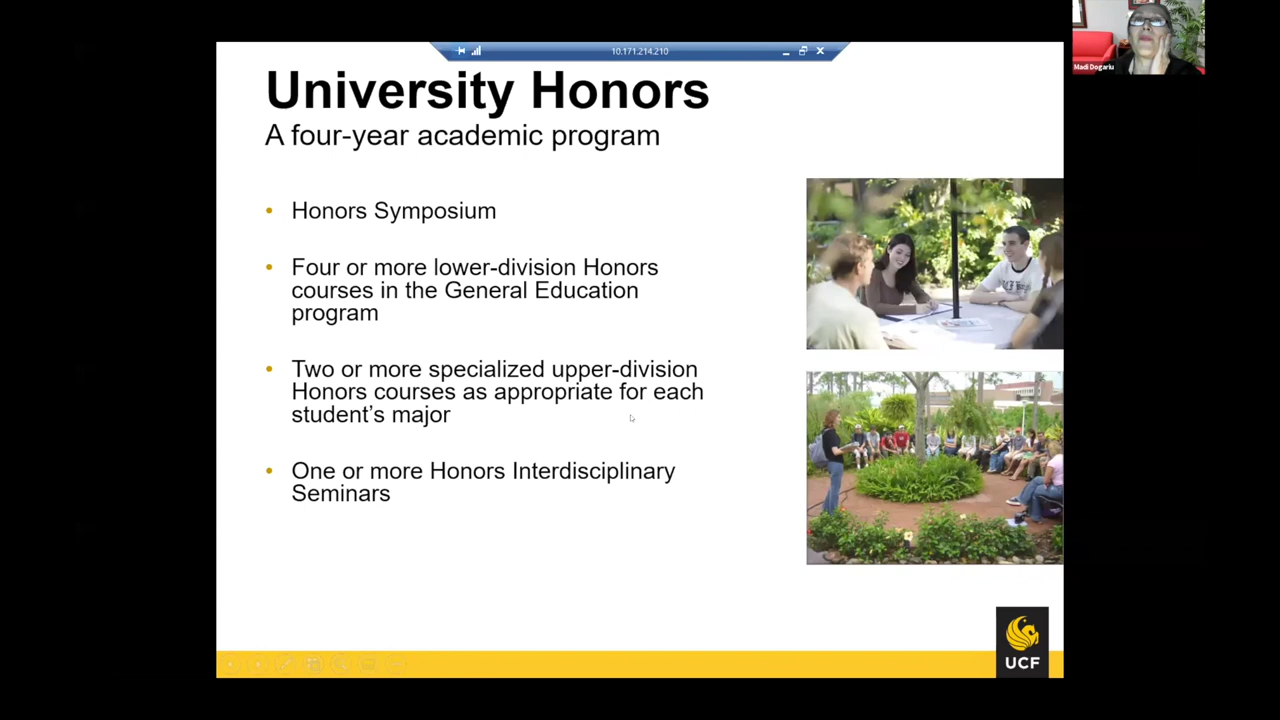 10.171.214.210
Madi Dogariu
University Honors
A four-year academic program
• Honors Symposium
• Four or more lower-division Honors
courses in the General Education
program
• Two or more specialized upper-division
Honors courses as appropriate for each
student's major
• One or more Honors Interdisciplinary
Seminars
UCF